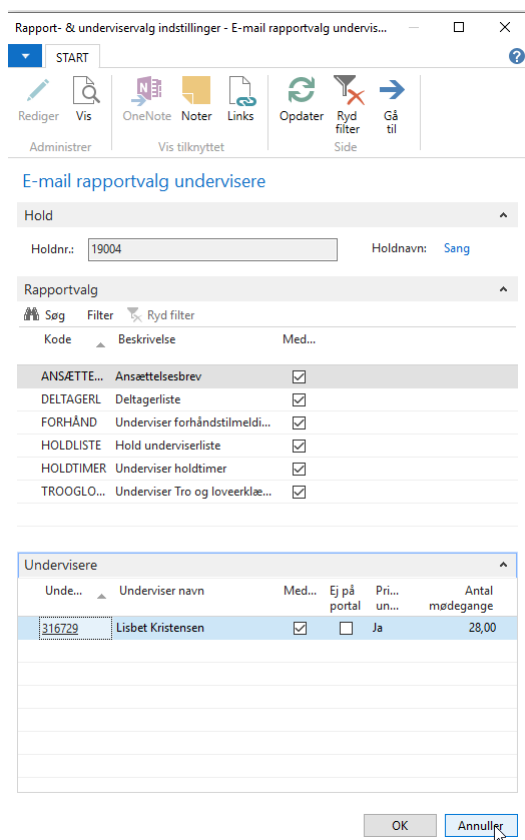 Rapport- & underviservalg indstillinger - E-mail rapportvalg undervis...
START
Rediger Vis OneNote Noter Links Opdater Ryd filter Gå til
Administrer Vis tilknyttet Side
E-mail rapportvalg undervisere
Hold
Holdnr.: 19004 Holdnavn: Sang
Rapportvalg
Søg Filter Ryd filter
Kode Beskrivelse Med...
ANSÆTTE... Ansættelsesbrev
DELTAGERL Deltagerliste
FORHÅND Underviser forhåndstilmeldi...
HOLDLISTE Hold underviserliste
HOLDTIMER Underviser holdtimer
TROOGLO... Underviser Tro og loveerklæ...
Undervisere
Unde... Underviser navn Med... Ej på portal Pri... un... Antal mødegange
316729 Lisbet Kristensen Ja 28,00
OK Annuller